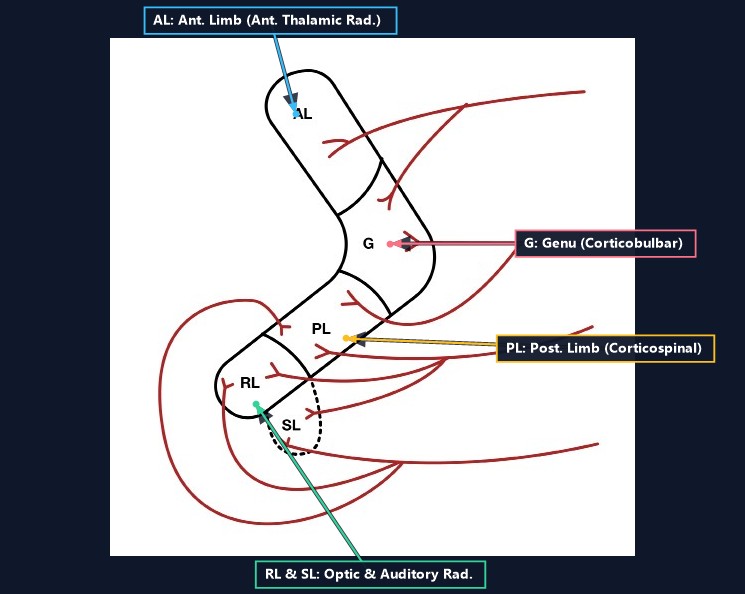 AL: Ant. Limb (Ant. Thalamic Rad.)
AL
G
G: Genu (Corticobulbar)
PL
PL: Post. Limb (Corticospinal)
RL
SL
RL & SL: Optic & Auditory Rad.